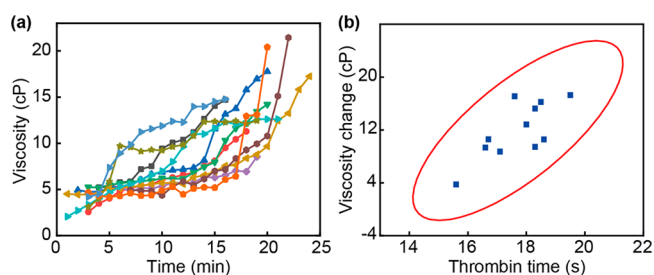 (a)
Viscosity (cP)
25
20
15
10
5
0
0 5 10 15 20 25
Time (min)
(b)
Viscosity change (cP)
20
12
4
-4
14 16 18 20 22
Thrombin time (s)